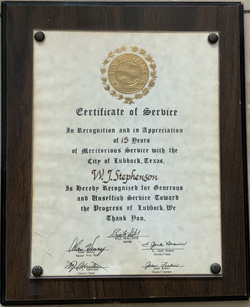 Certificate of Service
In Recognition and in Appreciation
of 15 Years
of Meritorious Service with the
City of Lubbock, Texas,
W. J. Stephenson
Is Hereby Recognized for Generous
and Unselfish Service Toward
the Progress of Lubbock. We
Thank You.